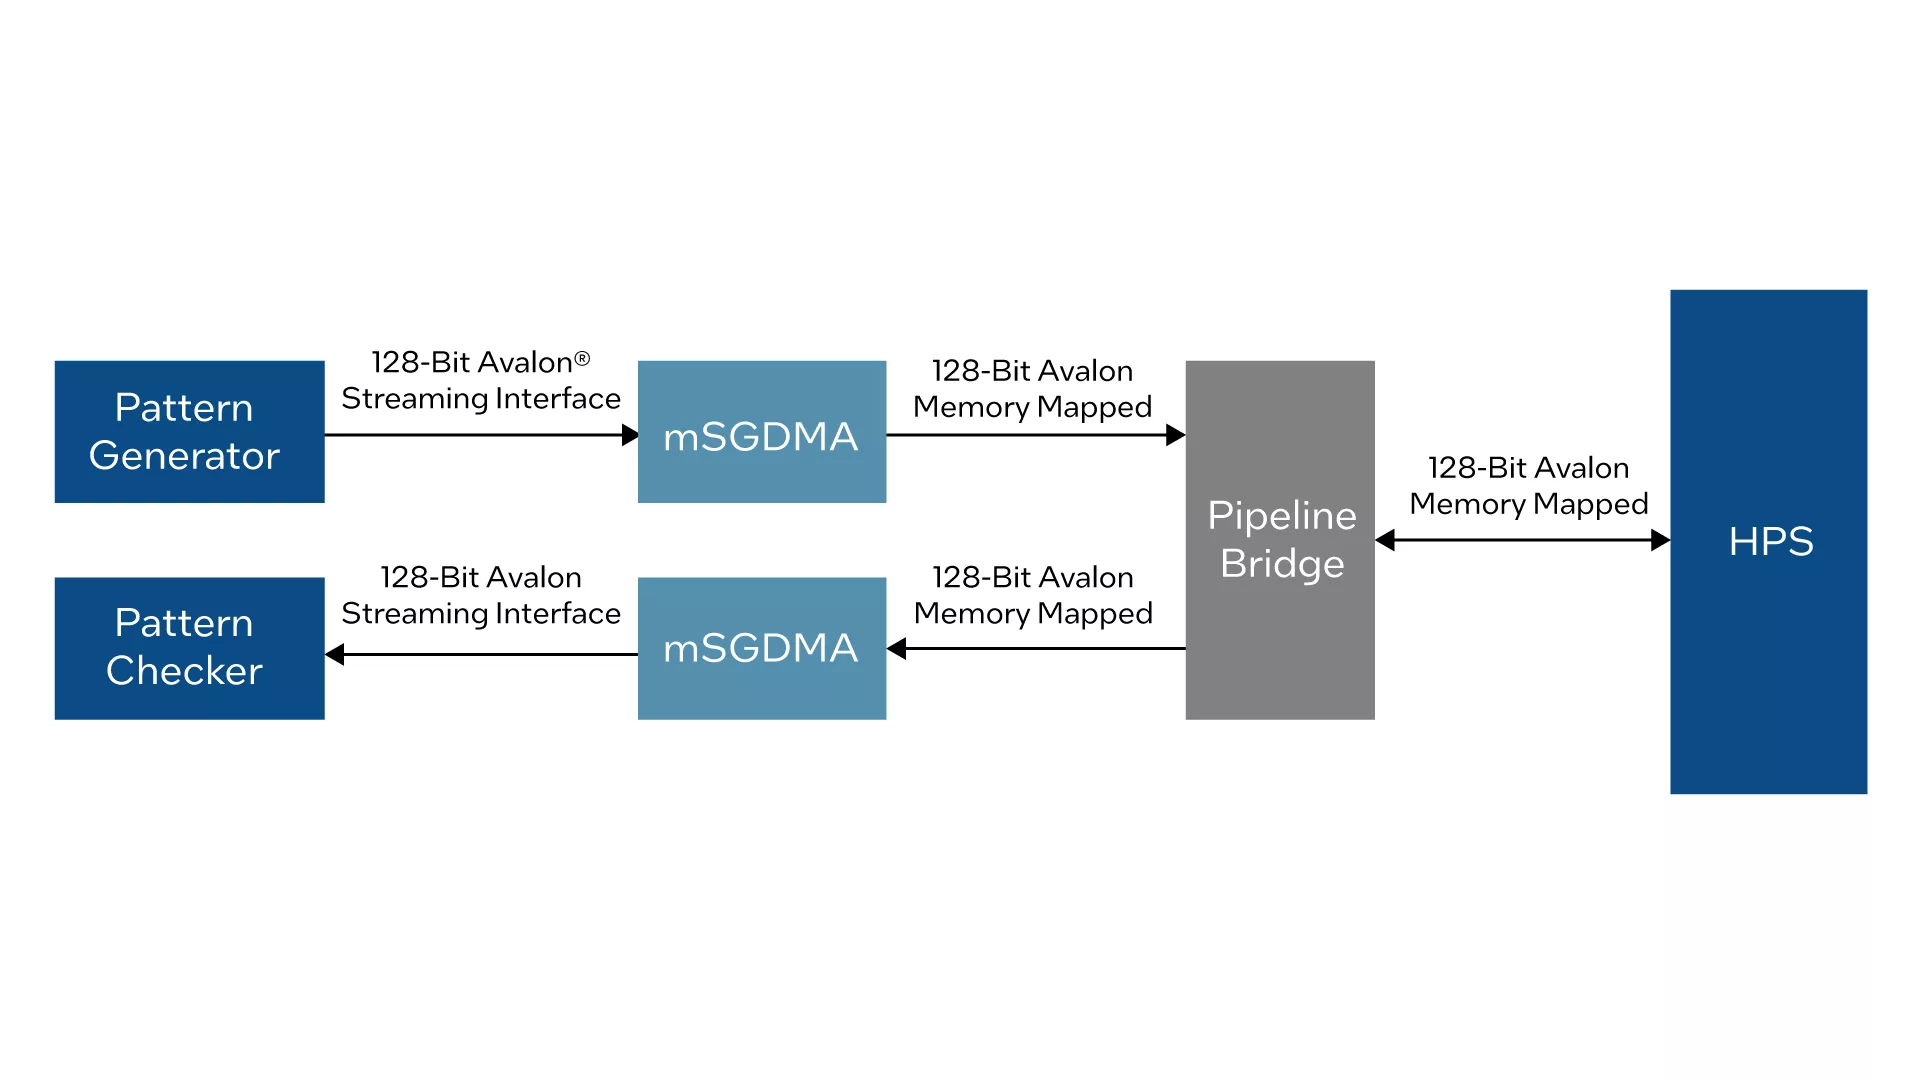 Pattern
Generator
128-Bit Avalon®
Streaming Interface
mSGDMA
128-Bit Avalon
Memory Mapped
Pattern
Checker
128-Bit Avalon
Streaming Interface
mSGDMA
128-Bit Avalon
Memory Mapped
Pipeline
Bridge
128-Bit Avalon
Memory Mapped
HPS